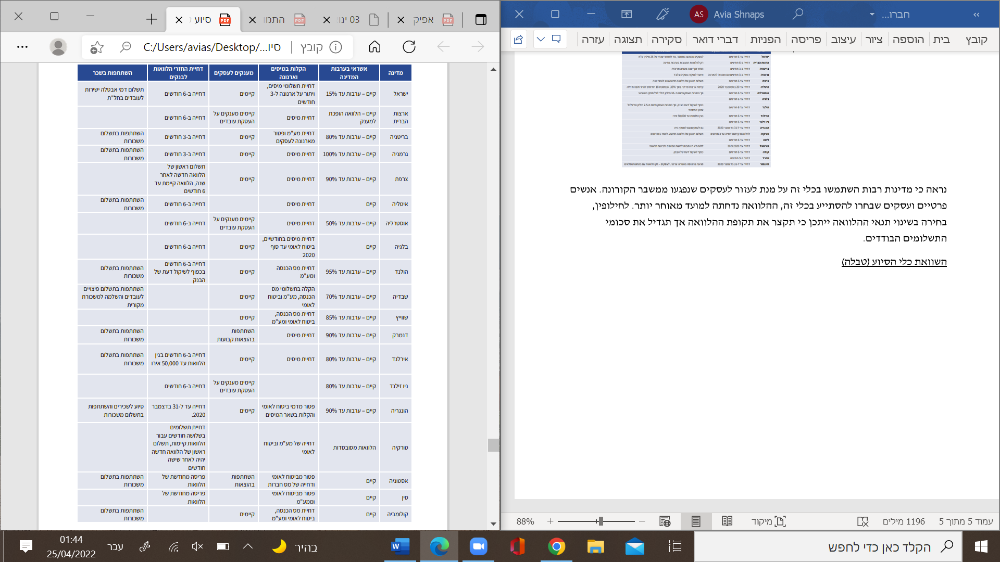 סיוע
התמו
03 ינו
אפיק
Avia Shnaps
AS
חברו...
C:/Users/avias/Desktop/...סיו
קובץ
קובץ
בית
הוספה
ציור
עיצוב
פריסה
הפניות
דברי דואר
סקירה
תצוגה
עזרה
מדינה
אשראי בערבות המדינה
הקלות במיסים וארנונה
מענקים לעסקים
דחיית החזרי הלוואות לבנקים
השתתפות בשכר
ישראל
קיים – ערבות עד 15%
דחיית תשלומי מיסים, ויתור על ארנונה ל-3 חודשים
קיימים
דחייה ב-6 חודשים
תשלום דמי אבטלה ישירות לעובדים בחל"ת
ארצות הברית
קיים – הלוואה הופכת למענק
דחיית מיסים
קיימים מענקים על העסקת עובדים
דחייה ב-6 חודשים
בריטניה
קיים – ערבות עד 80%
דחיית מע"מ ופטור מארנונה לעסקים
קיימים
דחייה ב-3 חודשים
השתתפות בתשלום משכורות
גרמניה
קיים – ערבות עד 100%
דחיית מיסים
קיימים
דחייה ב-3 חודשים
השתתפות בתשלום משכורות
צרפת
קיים – ערבות עד 90%
דחיית מיסים
קיימים
תשלום ראשון של הלוואה חדשה לאחר שנה, הלוואה קיימת עד 6 חודשים
איטליה
קיים
דחיית מיסים
דחייה ב-6 חודשים
השתתפות בתשלום משכורות
אוסטרליה
קיים – ערבות עד 50%
דחיית מיסים
קיימים מענקים על העסקת עובדים
דחייה ב-6 חודשים
בלגיה
קיים
דחיית מיסים בחודשיים, ביטוח לאומי עד סוף 2020
קיימים
דחייה ב-6 חודשים
הולנד
קיים – ערבות עד 95%
דחיית מס הכנסה ומע"מ
קיימים
דחייה ב-6 חודשים בכפוף לשיקול דעת של הבנק
השתתפות בתשלום משכורות
שבדיה
קיים – ערבות עד 70%
הקלה בתשלומי מס הכנסה, מע"מ וביטוח לאומי
קיימים
השתתפות בתשלום פיצויים לעובדים והשלמה למשכורת מקורית
שווייץ
קיים – ערבות עד 85%
דחיית מס הכנסה, ביטוח לאומי ומע"מ
קיימים
דנמרק
קיים – ערבות עד 90%
דחיית מיסים
השתתפות בהוצאות קבועות
השתתפות בתשלום משכורות
אירלנד
קיים – ערבות עד 80%
דחיית מיסים
קיימים
דחייה ב-6 חודשים בגין הלוואות עד 50,000 אירו
השתתפות בתשלום משכורות
ניו זילנד
קיים – ערבות עד 80%
קיימים מענקים על העסקת עובדים
דחייה ב-6 חודשים
הונגריה
קיים – ערבות עד 90%
פטור מדמי ביטוח לאומי והקלות בשאר המיסים
קיימים
דחייה עד ל-31 בדצמבר 2020.
סיוע לשכירים והשתתפות בתשלום משכורות
טורקיה
הלוואות מסובסדות
דחייה של מע"מ וביטוח לאומי
דחיית תשלומים בשלושה חודשים עבור הלוואות קיימות, תשלום ראשון של הלוואה חדשה יהיה לאחר שישה חודשים
אסטוניה
קיים
פטור מביטוח לאומי ודחייה של מס חברות
השתתפות בהוצאות
פריסה מחודשת של הלוואות
השתתפות בתשלום משכורות
סין
קיים
פטור מביטוח לאומי וממע"מ
פריסה מחודשת של הלוואות
קולומביה
קיים
דחיית מס הכנסה, ביטוח לאומי ומע"מ
קיימים
השתתפות בתשלום משכורות
נראה כי מדינות רבות השתמשו בכלי זה על מנת לעזור לעסקים שנפגעו ממשבר הקורונה. אנשים
פרטיים ועסקים שבחרו להסתייע בכלי זה, ההלוואה נדחתה למועד מאוחר יותר. לחילופין,
בחירה בשינוי תנאי ההלוואה ייתכן כי תקצר את תקופת ההלוואה אך תגדיל את סכומי
התשלומים הבודדים.
השוואת כלי הסיוע (טבלה)
עמוד 5 מתוך 5
1196 מילים
מיקוד
88%
הקלד כאן כדי לחפש
בהיר
עבר
01:44
25/04/2022